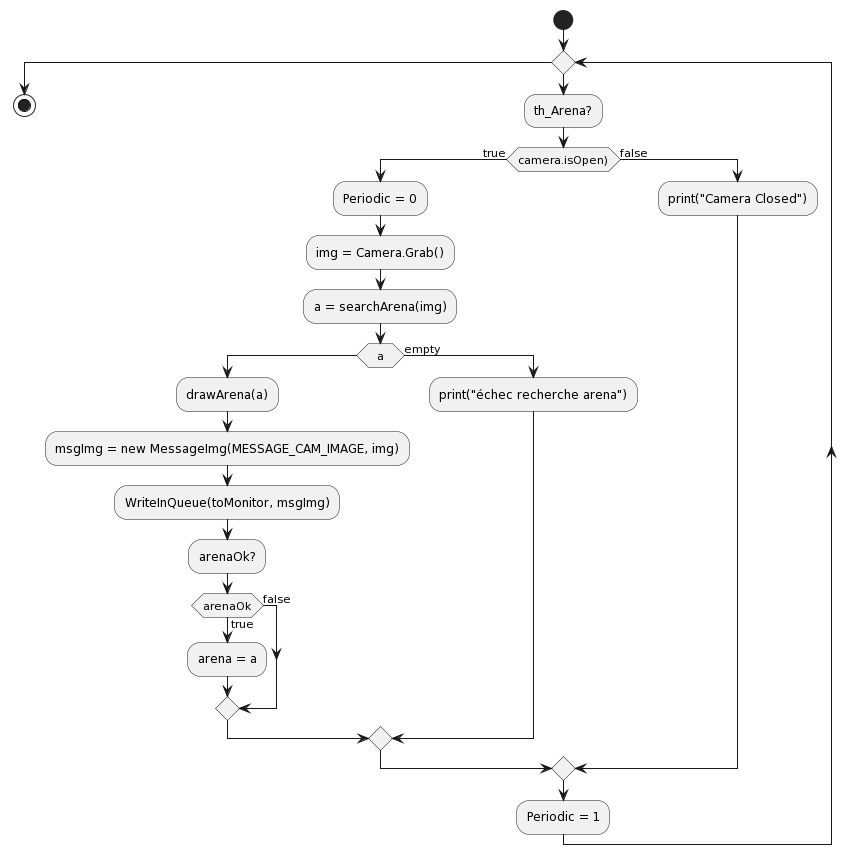 th_Arena?
true
camera.isOpen)
false
Periodic = 0
print("Camera Closed")
img = Camera.Grab()
a = searchArena(img)
a
empty
drawArena(a)
print("échec recherche arena")
msgImg = new MessageImg(MESSAGE_CAM_IMAGE, img)
WriteInQueue(toMonitor, msgImg)
arenaOk?
arenaOk
false
true
arena = a
Periodic = 1